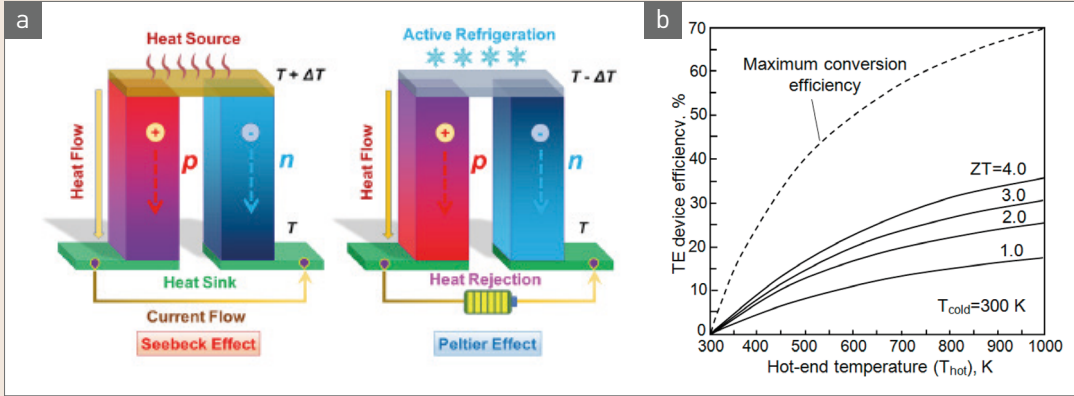 a
Heat Source
T + ΔT
Heat Flow
+
-
p
n
T
Heat Sink
Current Flow
Seebeck Effect
Active Refrigeration
T - ΔT
Heat Flow
+
-
p
n
T
Heat Rejection
Peltier Effect
b
TE device efficiency. %
70
60
50
40
30
20
10
0
Maximum conversion
efficiency
ZT=4.0
3.0
2.0
1.0
Tcold=300 K
300 400 500 600 700 800 900 1000
Hot-end temperature (Thot), K